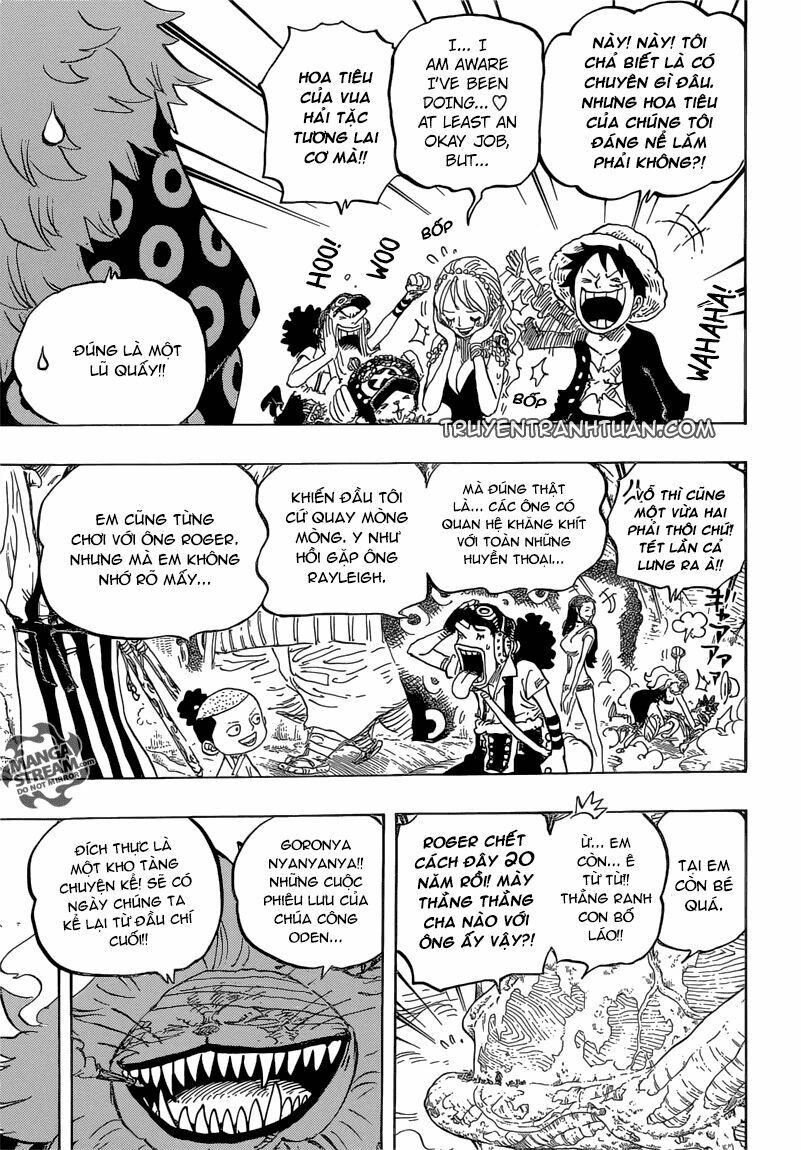 NÀY! NÀY! TÔI
CHẢ BIẾT LÀ CÓ
CHUYỆN GÌ ĐÂU.
NHƯNG HOA TIÊU
CỦA CHÚNG TÔI
ĐÁNG NỂ LẮM
PHẢI KHÔNG?!
I... I
AM AWARE
I'VE BEEN
DOING...♡
AT LEAST AN
OKAY JOB,
BUT...
HOA TIÊU
CỦA VUA
HẢI TẶC
TƯƠNG LAI
CƠ MÀ!!
WAHAHA!
BỐP
BỐP
WOO
HOO!
ĐÚNG LÀ MỘT
LŨ QUẤY!!
TRUYENTRANHTUAN.COM
VỖ THÌ CŨNG
MỘT VỪA HAI
PHẢI THÔI CHỨ!
TÉT LẰN CẢ
LƯNG RA À!!
MÀ ĐÚNG THẬT
LÀ... CÁC ÔNG CÓ
QUAN HỆ KHĂNG KHÍT
VỚI TOÀN NHỮNG
HUYỀN THOẠI...
KHIẾN ĐẦU TÔI
CỨ QUAY MÒNG
MÒNG. Y NHƯ
HỒI GẶP ÔNG
RAYLEIGH.
EM CŨNG TỪNG
CHƠI VỚI ÔNG ROGER.
NHƯNG MÀ EM KHÔNG
NHỚ RÕ MẤY...
MANGA
STREAM.com
DO NOT MIRROR
TẠI EM
CÒN BÉ
QUÁ.
Ừ... EM
CÒN... Ê
TỪ TỪ!!
THẰNG RANH
CON BỐ
LÁO!!
ROGER CHẾT
CÁCH ĐÂY 20
NĂM RỒI! MÀY
THẲNG THẰNG
CHA NÀO VỚI
ÔNG ẤY VẬY?!
GORONYA
NYANYANYA!!
NHỮNG CUỘC
PHIÊU LƯU CỦA
CHÚA CÔNG
ODEN...
ĐÍCH THỰC LÀ
MỘT KHO TÀNG
CHUYỆN KỂ! SẼ CÓ
NGÀY CHÚNG TA
KỂ LẠI TỪ ĐẦU CHÍ
CUỐI!!